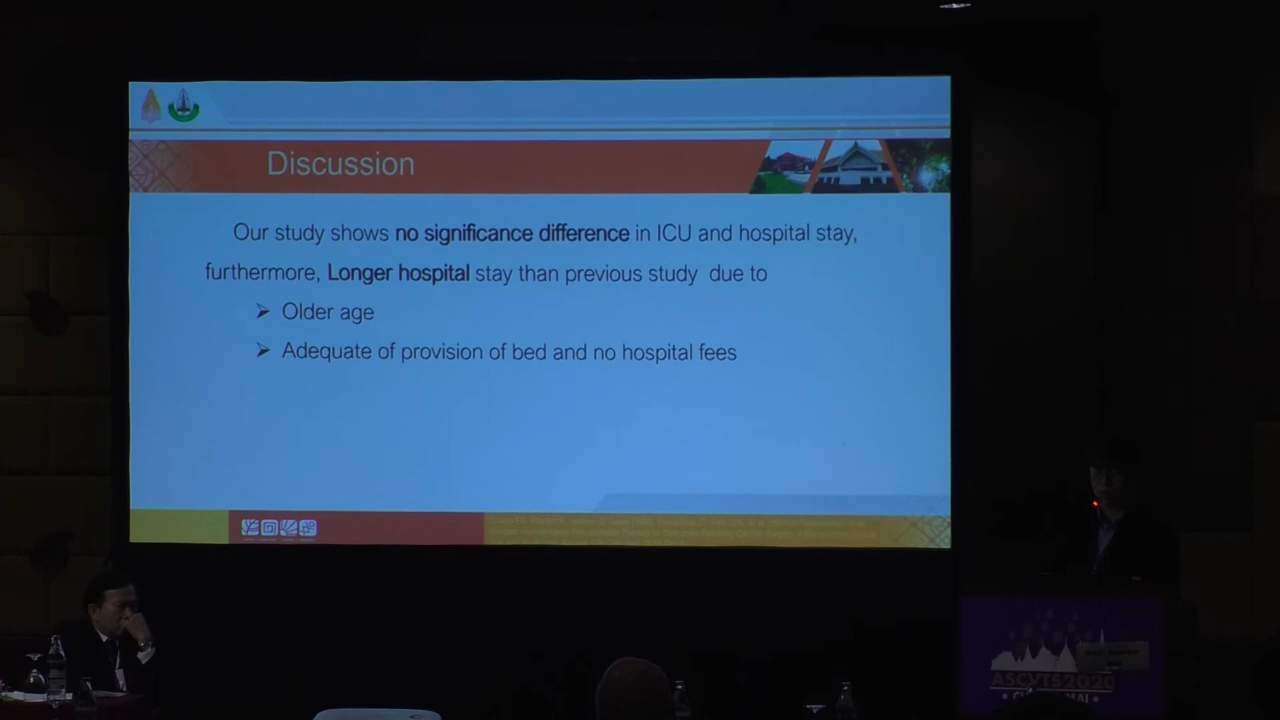 Discussion
Our study shows no significance difference in ICU and hospital stay,
furthermore, Longer hospital stay than previous study due to
➢ Older age
➢ Adequate of provision of bed and no hospital fees
ASCVTS2020